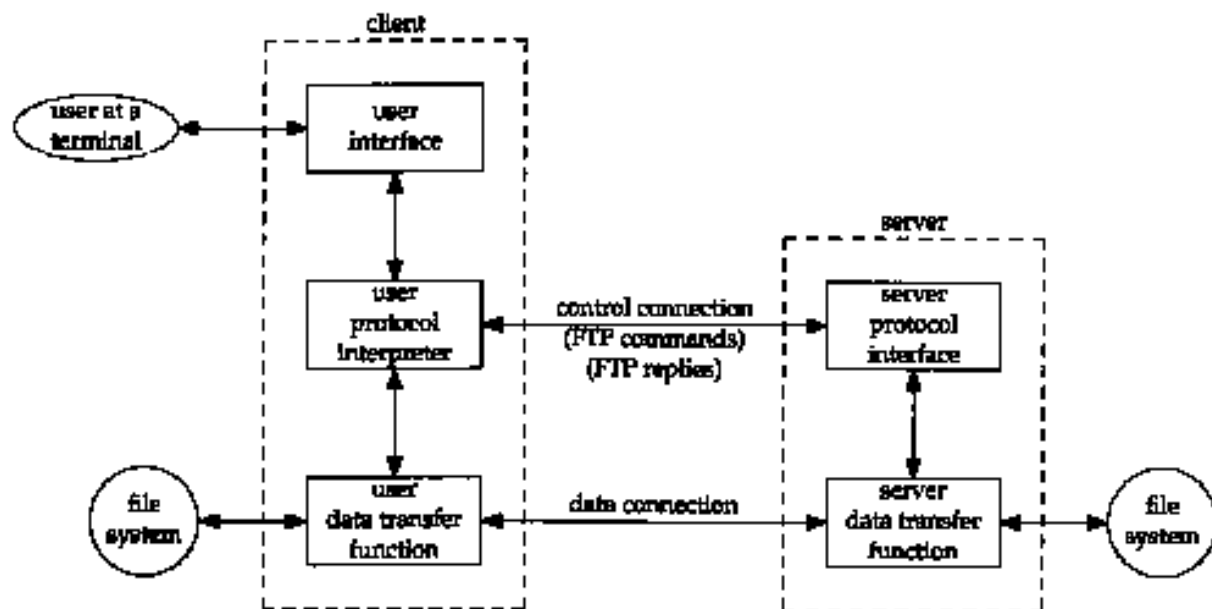 client
user at a
terminal
user
interface
server
user
protocol
interpreter
control connection
(FTP commands)
(FTP replies)
server
protocol
interface
file
system
user
data transfer
function
data connection
server
data transfer
function
file
system